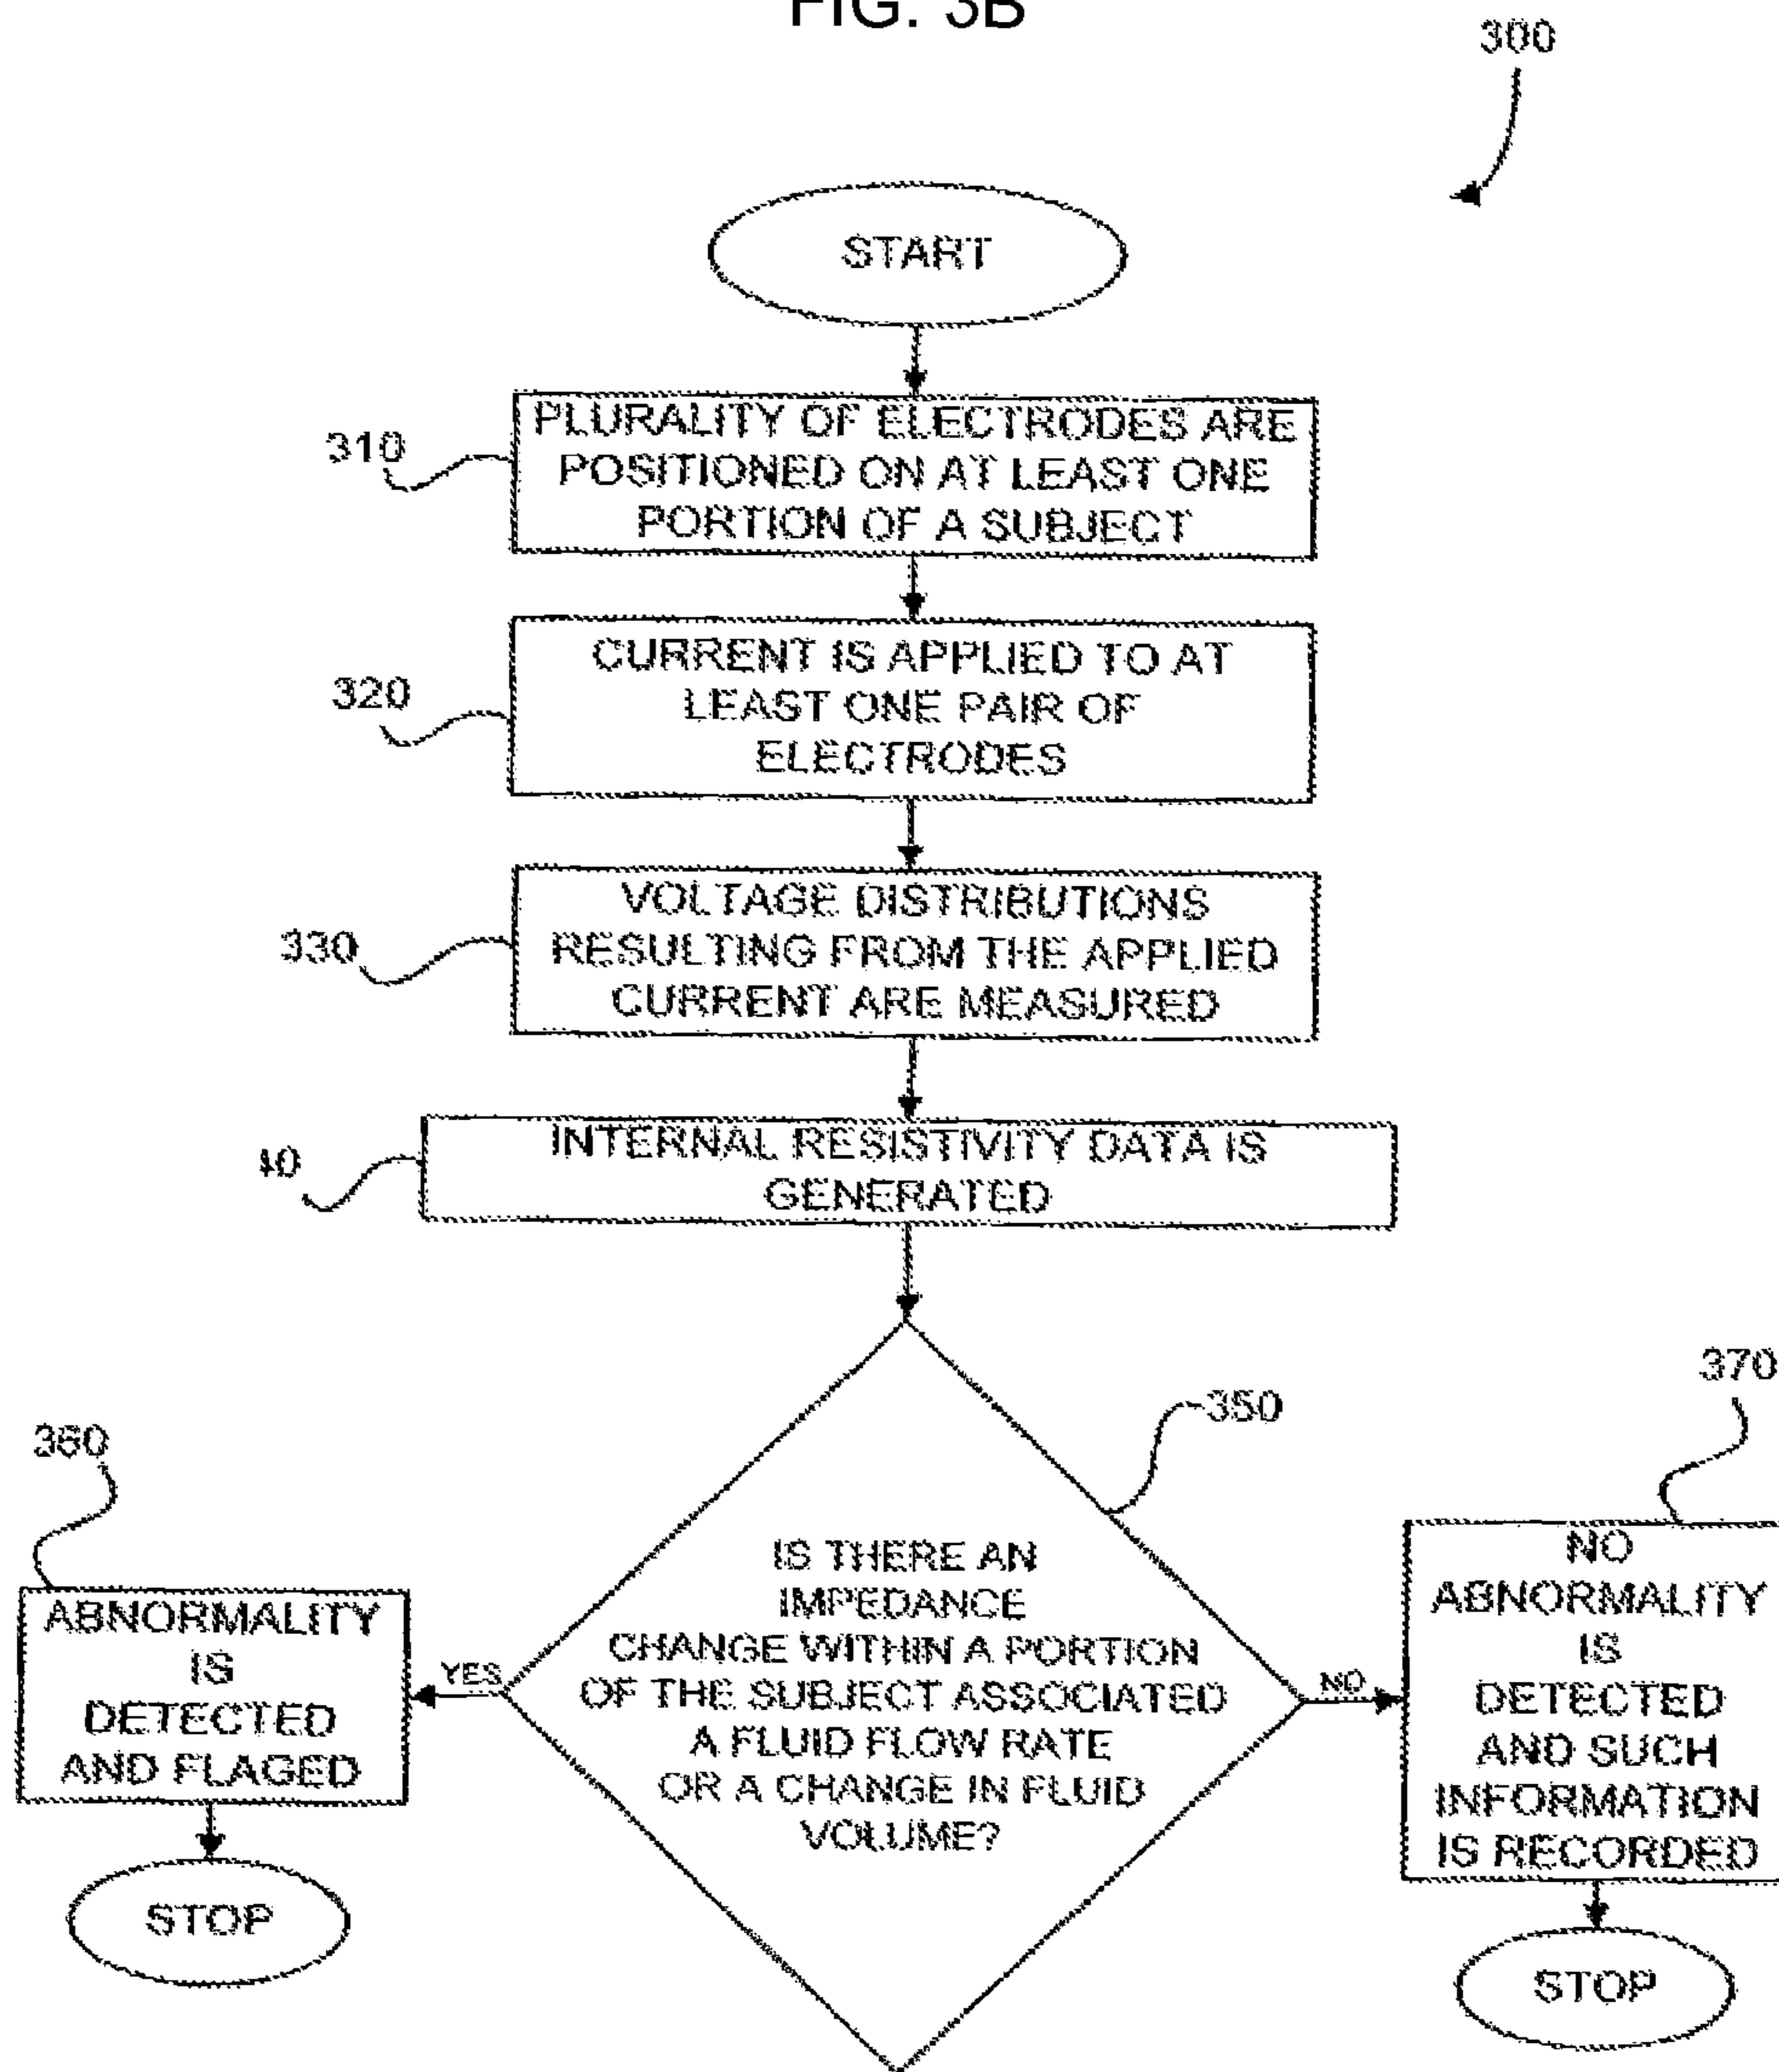 FIG. 3B
300
START
310
PLURALITY OF ELECTRODES ARE
POSITIONED ON AT LEAST ONE
PORTION OF A SUBJECT
320
CURRENT IS APPLIED TO AT
LEAST ONE PAIR OF
ELECTRODES
330
VOLTAGE DISTRIBUTIONS
RESULTING FROM THE APPLIED
CURRENT ARE MEASURED
INTERNAL RESISTIVITY DATA IS
GENERATED
350
IS THERE AN
IMPEDANCE
CHANGE WITHIN A PORTION
OF THE SUBJECT ASSOCIATED
A FLUID FLOW RATE
OR A CHANGE IN FLUID
VOLUME?
YES
360
ABNORMALITY
IS
DETECTED
AND FLAGED
STOP
NO
370
NO
ABNORMALITY
IS
DETECTED
AND SUCH
INFORMATION
IS RECORDED
STOP